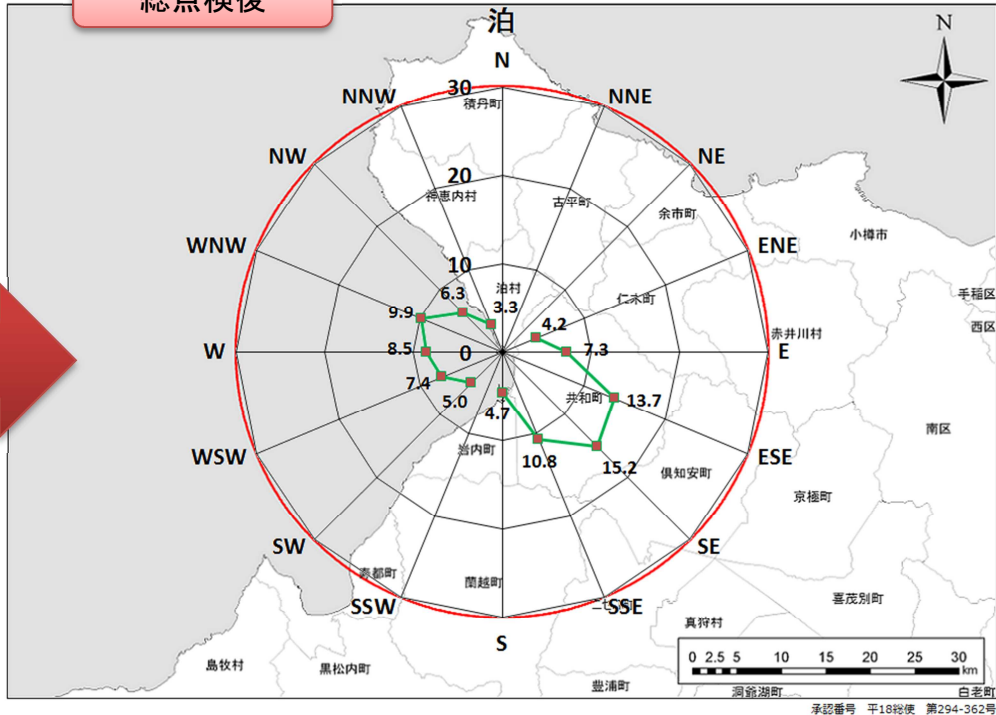 総点検後
泊
N
N
30
NNW
積丹町
NNE
NW
NE
20
神恵内村
古平町
余市町
小樽市
WNW
ENE
10
泊村
6.3
3.3
仁木町
手稲区
9.9
4.2
西区
赤井川村
W
8.5
0
7.3
E
7.4
5.0
4.7
共和町
13.7
南区
岩内町
10.8
15.2
WSW
ESE
倶知安町
京極町
SW
SE
寿都町
蘭越町
SSW
SSE
喜茂別町
S
真狩村
島牧村
黒松内町
0 2.5 5 10 15 20 25 30
km
豊浦町
洞爺湖町
白老町
承認番号 平18総使 第294-362号